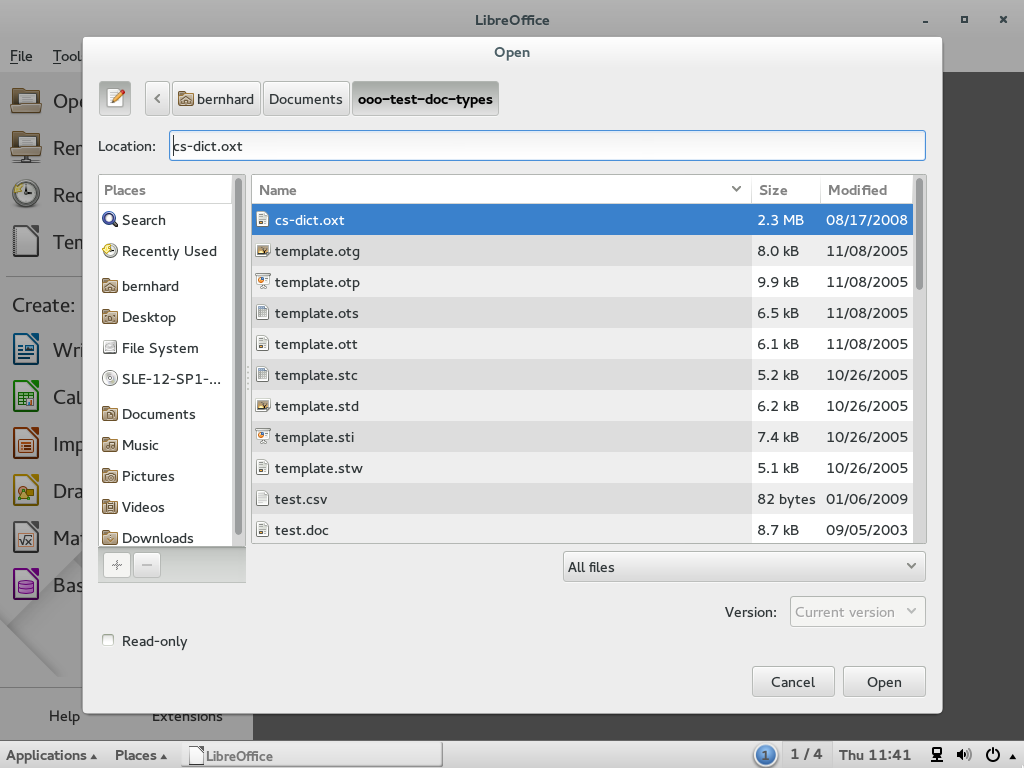 LibreOffice
File Tool
Open
bernhard Documents ooo-test-doc-types
Location: cs-dict.oxt
Places
Search
Recently Used
bernhard
Desktop
File System
SLE-12-SP1-...
Documents
Music
Pictures
Videos
Downloads
Name Size Modified
cs-dict.oxt 2.3 MB 08/17/2008
template.otg 8.0 kB 11/08/2005
template.otp 9.9 kB 11/08/2005
template.ots 6.5 kB 11/08/2005
template.ott 6.1 kB 11/08/2005
template.stc 5.2 kB 10/26/2005
template.std 6.2 kB 10/26/2005
template.sti 7.4 kB 10/26/2005
template.stw 5.1 kB 10/26/2005
test.csv 82 bytes 01/06/2009
test.doc 8.7 kB 09/05/2003
All files
Version: Current version
Read-only
Cancel Open
Ope
Rem
Rec
Tem
Create:
Wri
Cal
Imp
Dra
Mat
Bas
Help Extensions
Applications Places LibreOffice 1 1 / 4 Thu 11:41